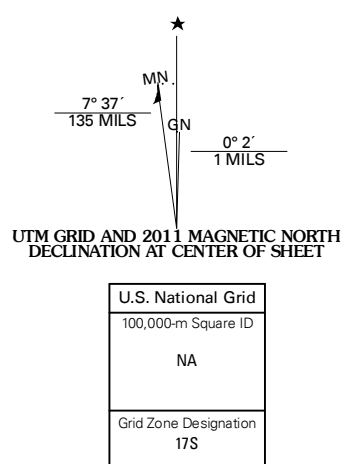 MN
7° 37´
135 MILS
GN
0° 2´
1 MILS
UTM GRID AND 2011 MAGNETIC NORTH
DECLINATION AT CENTER OF SHEET
U.S. National Grid
100,000-m Square ID
NA
Grid Zone Designation
17S